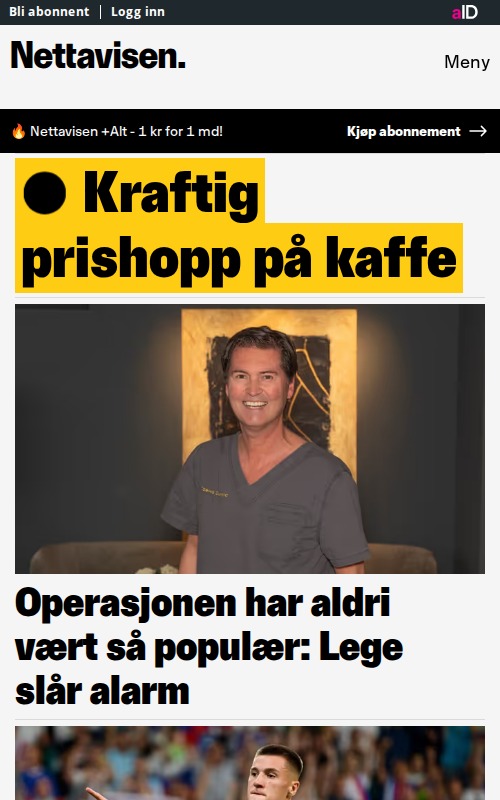 Bli abonnent | Logg inn
aID
Nettavisen.
Meny
🔥 Nettavisen +Alt - 1 kr for 1 md!
Kjøp abonnement →
● Kraftig
prishopp på kaffe
Operasjonen har aldri
vært så populær: Lege
slår alarm